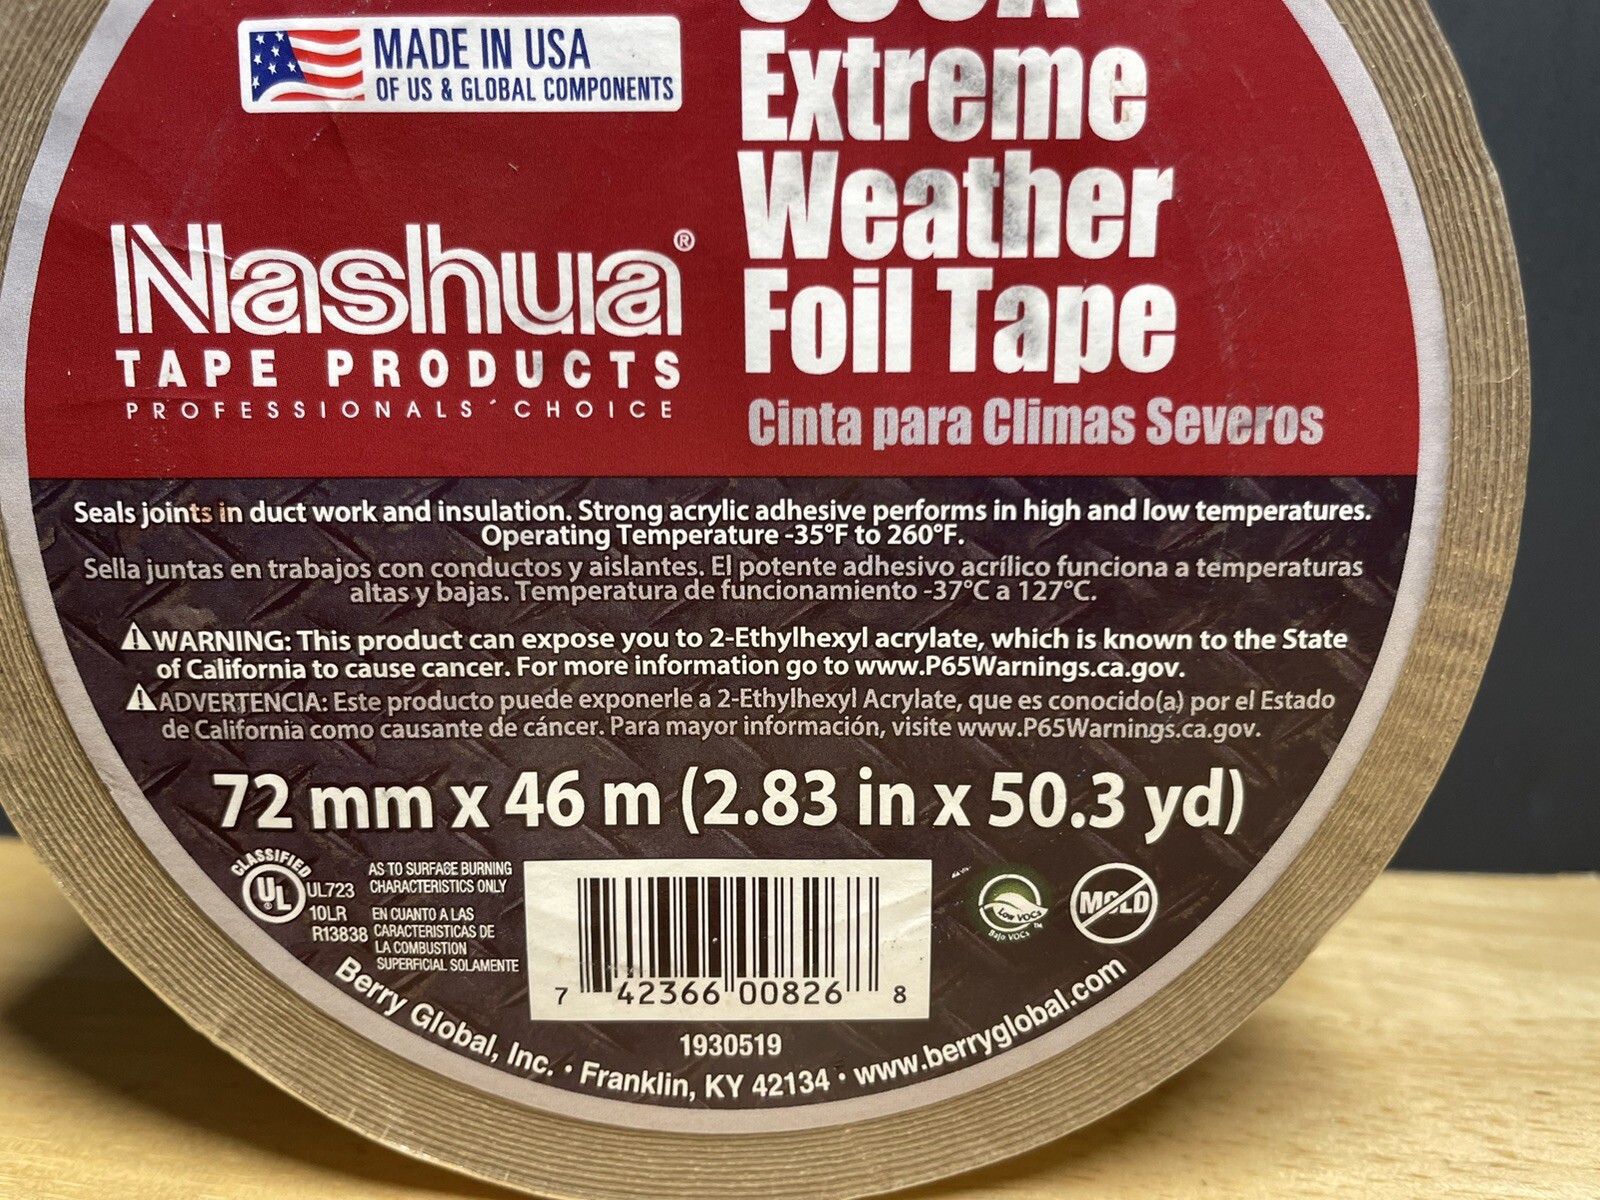 MADE IN USA
OF US & GLOBAL COMPONENTS
Extreme
Weather
Foil Tape
Cinta para Climas Severos
Nashua®
TAPE PRODUCTS
PROFESSIONALS' CHOICE
Seals joints in duct work and insulation. Strong acrylic adhesive performs in high and low temperatures.
Operating Temperature -35°F to 260°F.
Sella juntas en trabajos con conductos y aislantes. El potente adhesivo acrílico funciona a temperaturas
altas y bajas. Temperatura de funcionamiento -37°C a 127°C.
⚠WARNING: This product can expose you to 2-Ethylhexyl acrylate, which is known to the State
of California to cause cancer. For more information go to www.P65Warnings.ca.gov.
⚠ADVERTENCIA: Este producto puede exponerle a 2-Ethylhexyl Acrylate, que es conocido(a) por el Estado
de California como causante de cáncer. Para mayor información, visite www.P65Warnings.ca.gov.
72 mm x 46 m (2.83 in x 50.3 yd)
CLASSIFIED
UL®
UL723
10LR
R13838
AS TO SURFACE BURNING
CHARACTERISTICS ONLY
EN CUANTO A LAS
CARACTERISTICAS DE
LA COMBUSTION
SUPERFICIAL SOLAMENTE
7 42366 00826 8
Low VOCs
Bajo VOCs™
MOLD
1930519
Berry Global, Inc. • Franklin, KY 42134 • www.berryglobal.com